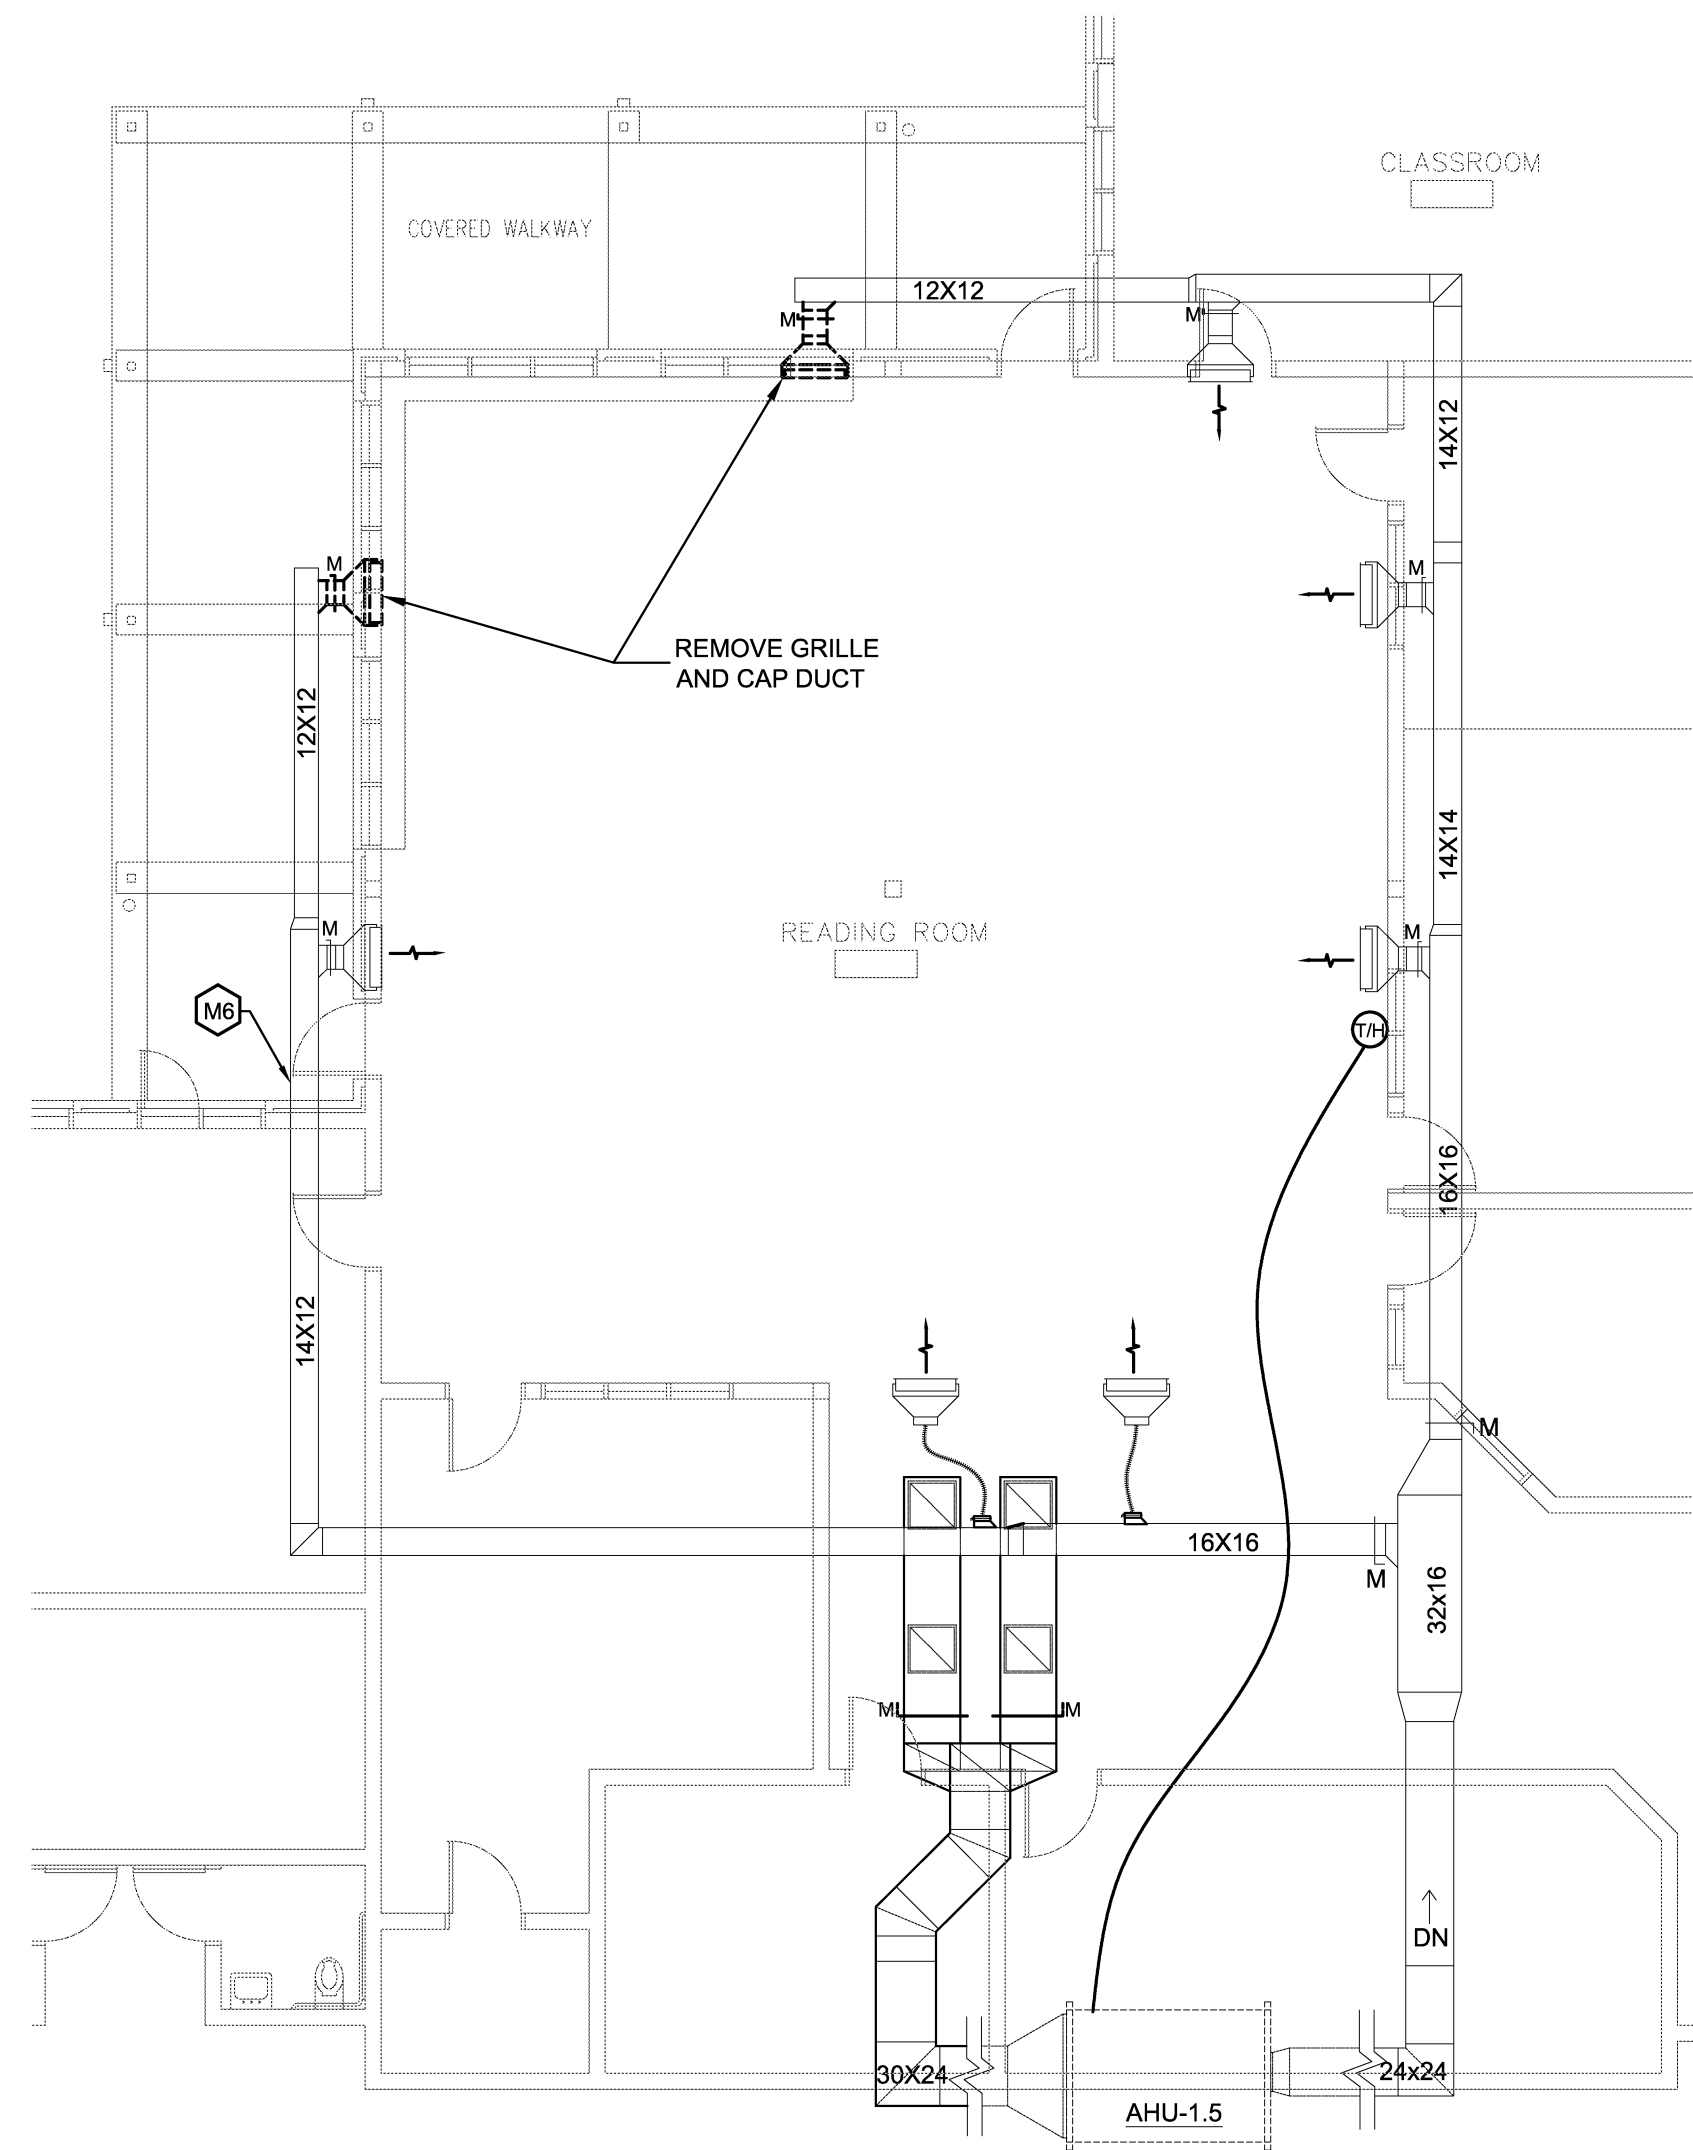 CLASSROOM
COVERED WALKWAY
12X12
M
M
14X12
M
M
REMOVE GRILLE
AND CAP DUCT
12X12
14X14
M
M
READING ROOM
M6
T/H
16X16
14X12
M
16X16
M
32x16
M
M
DN
30X24
24x24
AHU-1.5